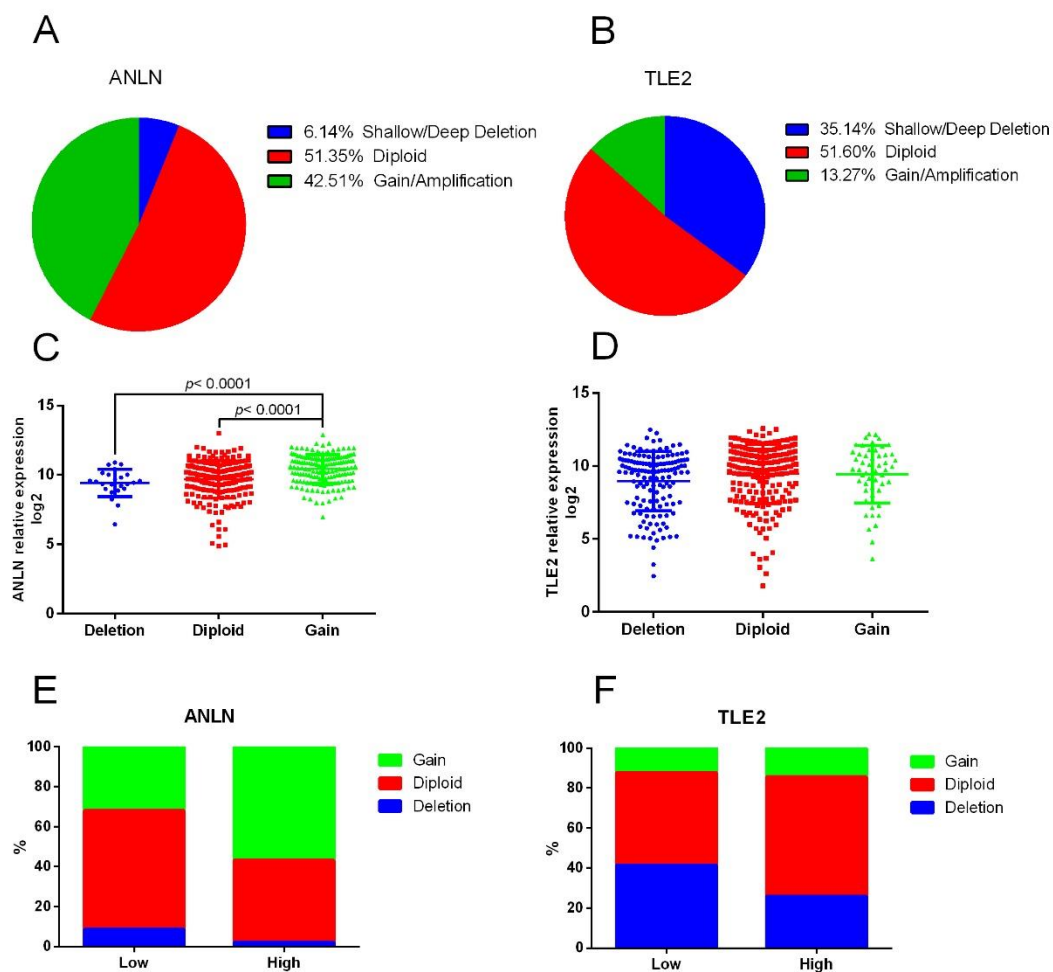 A
ANLN
6.14% Shallow/Deep Deletion
51.35% Diploid
42.51% Gain/Amplification
B
TLE2
35.14% Shallow/Deep Deletion
51.60% Diploid
13.27% Gain/Amplification
C
p< 0.0001
p< 0.0001
ANLN relative expression
log2
15
10
5
0
Deletion Diploid Gain
D
TLE2 relative expression
log2
15
10
5
0
Deletion Diploid Gain
E
ANLN
%
100
80
60
40
20
0
Low High
Gain
Diploid
Deletion
F
TLE2
%
100
80
60
40
20
0
Low High
Gain
Diploid
Deletion